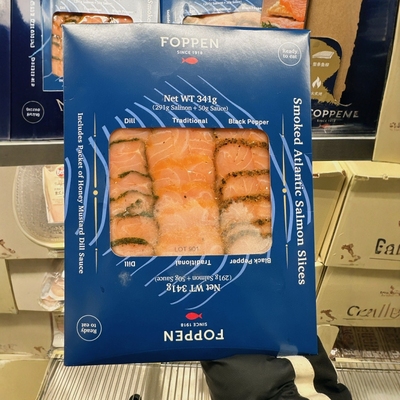 FOPPEN
SINCE 1918
Ready
to eat
Net WT 341g
(291g Salmon + 50g Sauce)
Dill
Traditional
Black Pepper
Includes Packet of Honey Mustard Dill Sauce
Smoked Atlantic Salmon Slices
Dill
Traditional
Black Pepper
Net WT 341g
(291g Salmon + 50g Sauce)
Ready
to eat
FOPPEN
SINCE 1918
FOPPEN